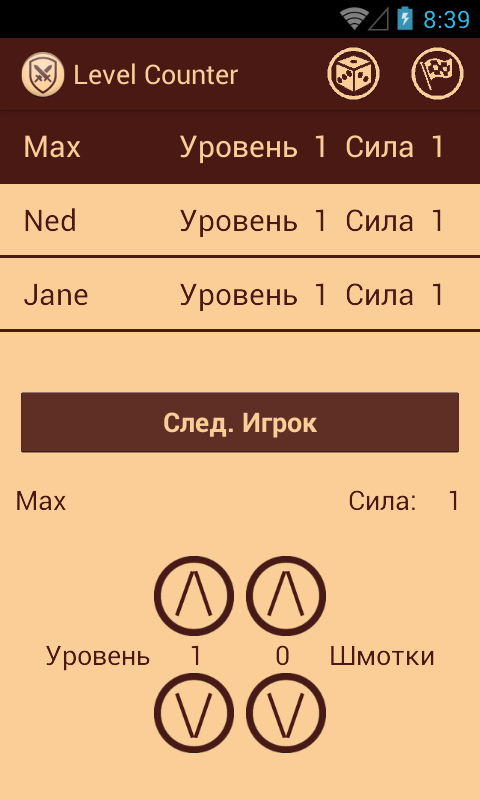 8:39
Level Counter
Max Уровень 1 Сила 1
Ned Уровень 1 Сила 1
Jane Уровень 1 Сила 1
След. Игрок
Max Сила: 1
Уровень 1 0 Шмотки